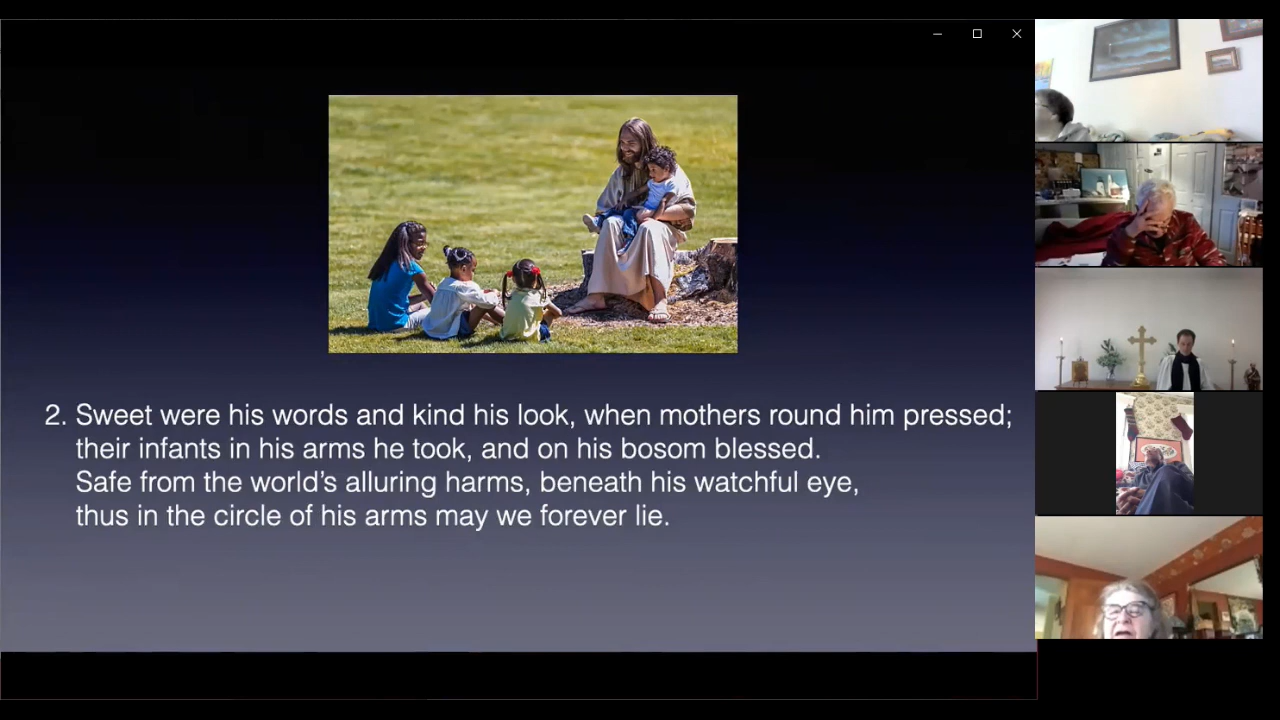 2. Sweet were his words and kind his look, when mothers round him pressed;
their infants in his arms he took, and on his bosom blessed.
Safe from the world’s alluring harms, beneath his watchful eye,
thus in the circle of his arms may we forever lie.